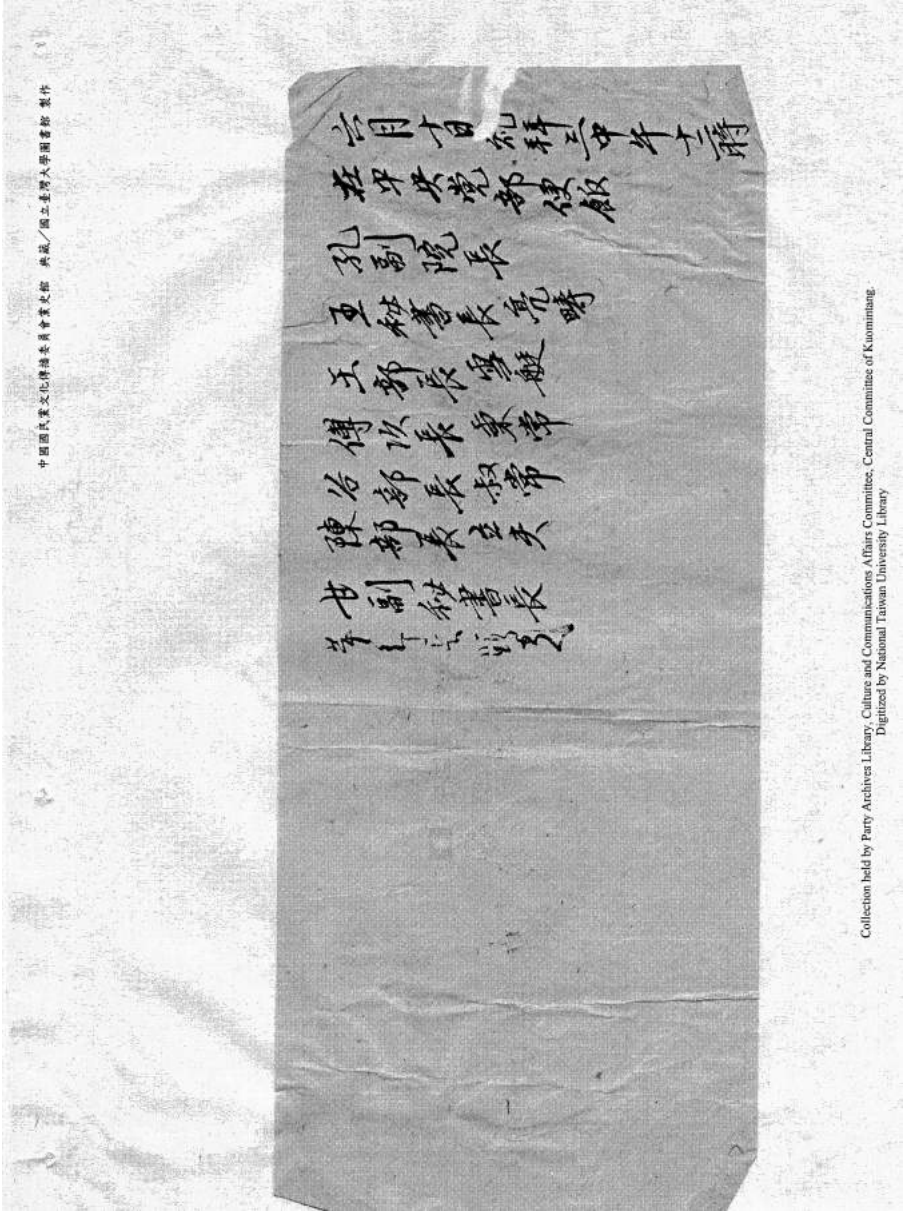 中國國民黨文化傳播委員會黨史館 典藏/國立臺灣大學圖書館 製作
六月十日礼拜三中午十二時
在中央党部便飯
孔副院長
王秘書長亮疇
王部長雪艇
傅次長秉常
谷部長叔常
陳部長立夫
甘副秘書長
Collection held by Party Archives Library, Culture and Communications Affairs Committee, Central Committee of Kuomintang.
Digitized by National Taiwan University Library